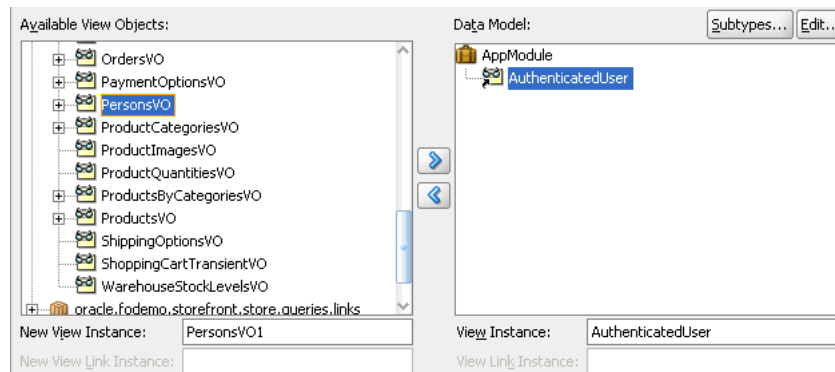 Available View Objects:
OrdersVO
PaymentOptionsVO
PersonsVO
ProductCategoriesVO
ProductImagesVO
ProductQuantitiesVO
ProductsByCategoriesVO
ProductsVO
ShippingOptionsVO
ShoppingCartTransientVO
WarehouseStockLevelsVO
oracle.fodemo.storefront.store.queries.links
New View Instance: PersonsVO1
New View Link Instance:
Data Model:
Subtypes... Edit..
AppModule
AuthenticatedUser
View Instance: AuthenticatedUser
View Link Instance: